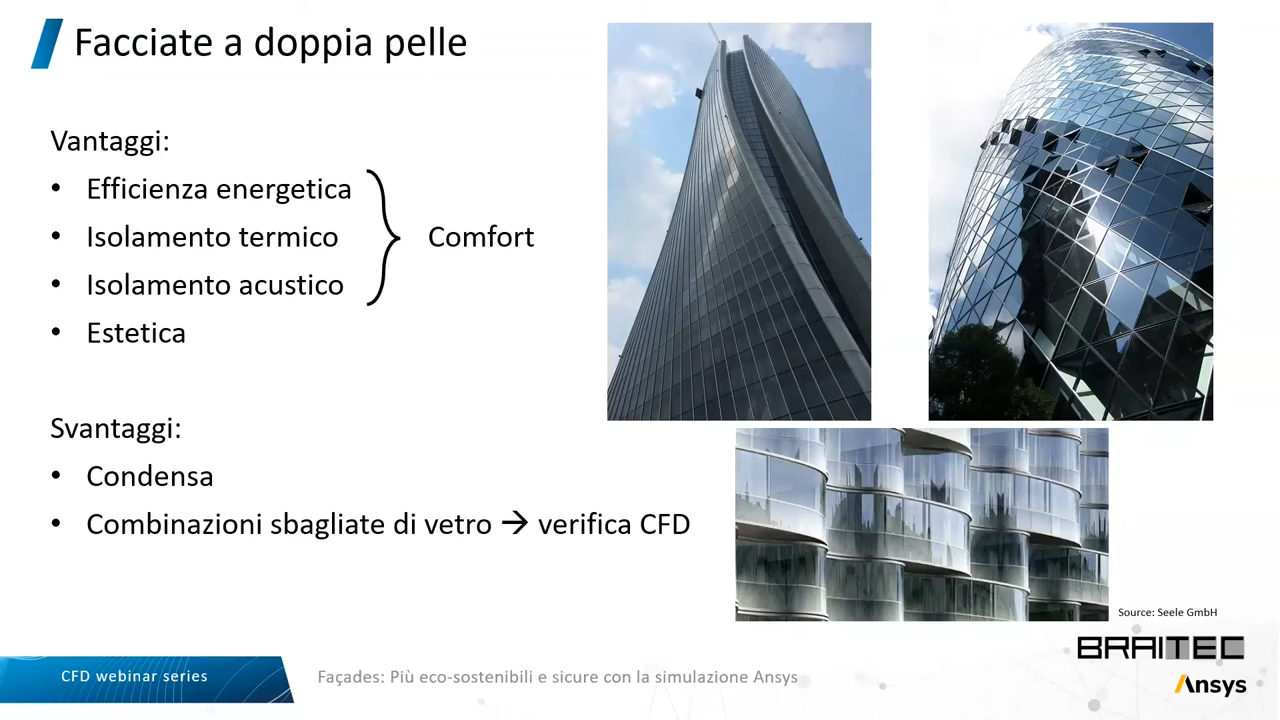 Facciate a doppia pelle
Vantaggi:
• Efficienza energetica
• Isolamento termico
• Isolamento acustico
Comfort
• Estetica
Svantaggi:
• Condensa
• Combinazioni sbagliate di vetro → verifica CFD
Source: Seele GmbH
BRAITEC
CFD webinar series
Façades: Più eco-sostenibili e sicure con la simulazione Ansys
Ansys